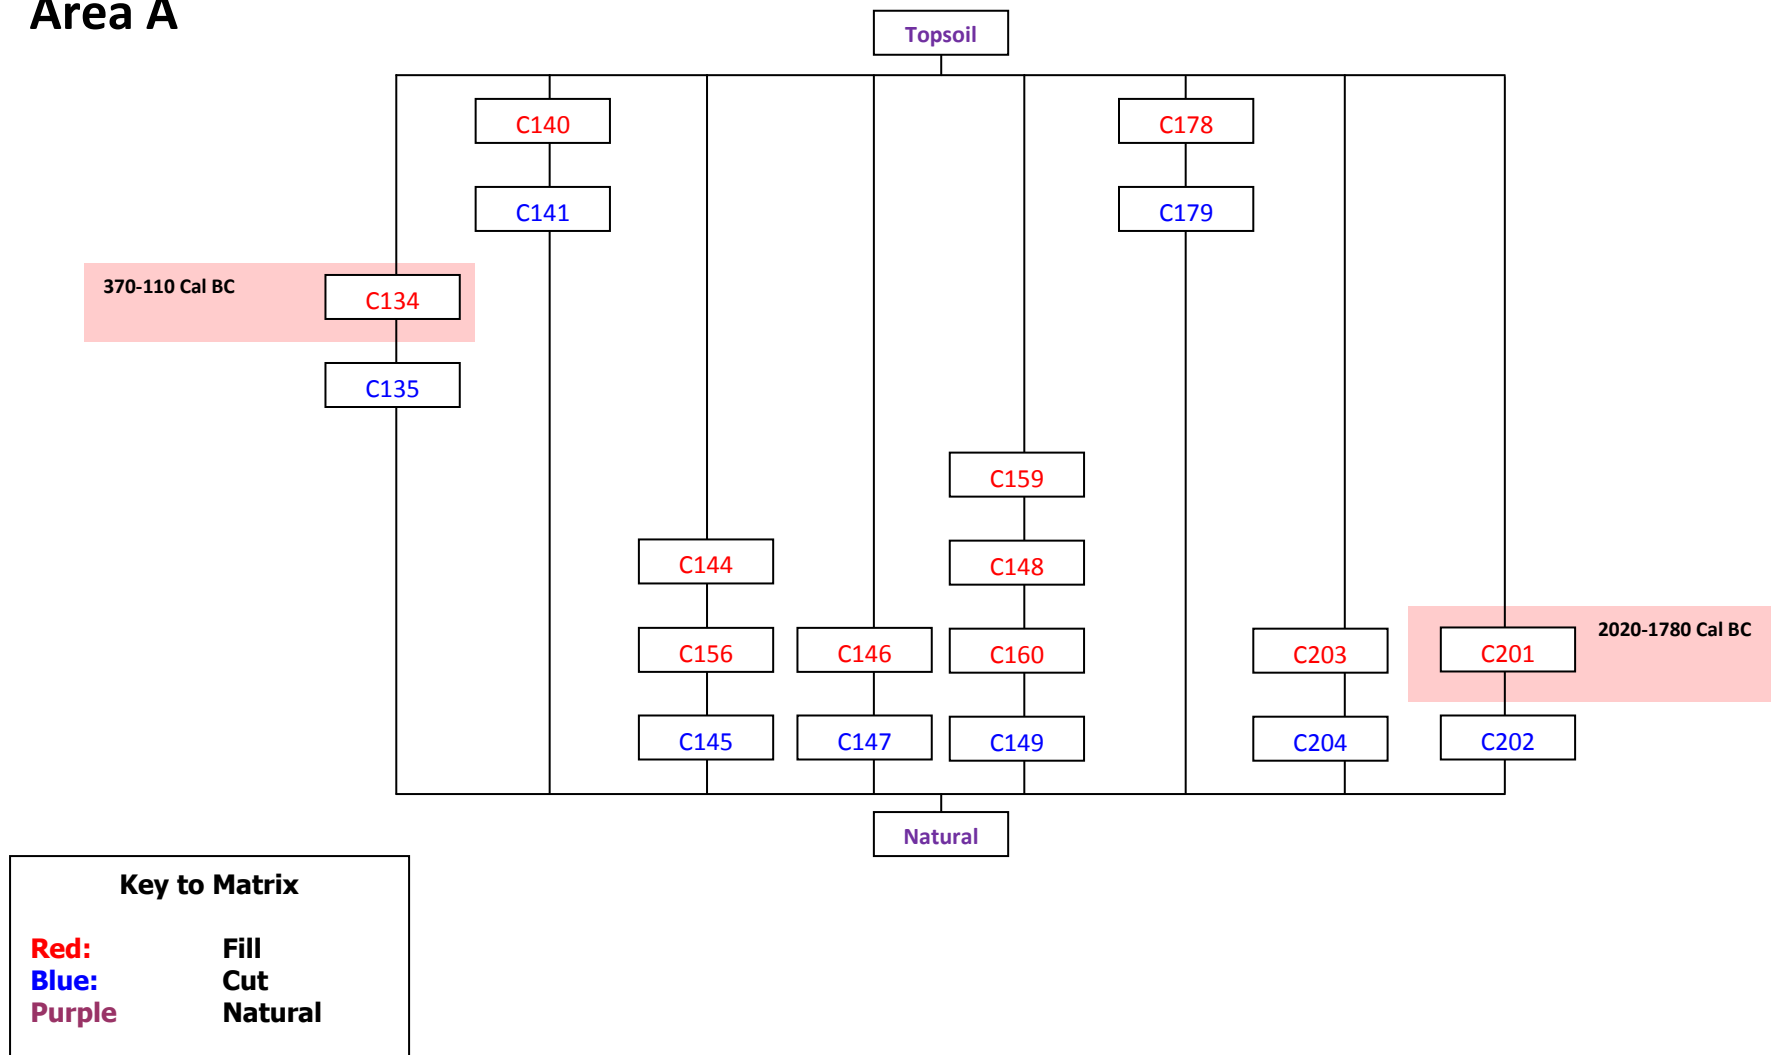 Area A
Topsoil
C140
C178
C141
C179
370-110 Cal BC
C134
C135
C159
C144
C148
C156
C146
C160
C203
C201
2020-1780 Cal BC
C145
C147
C149
C204
C202
Natural
Key to Matrix
Red: Fill
Blue: Cut
Purple Natural